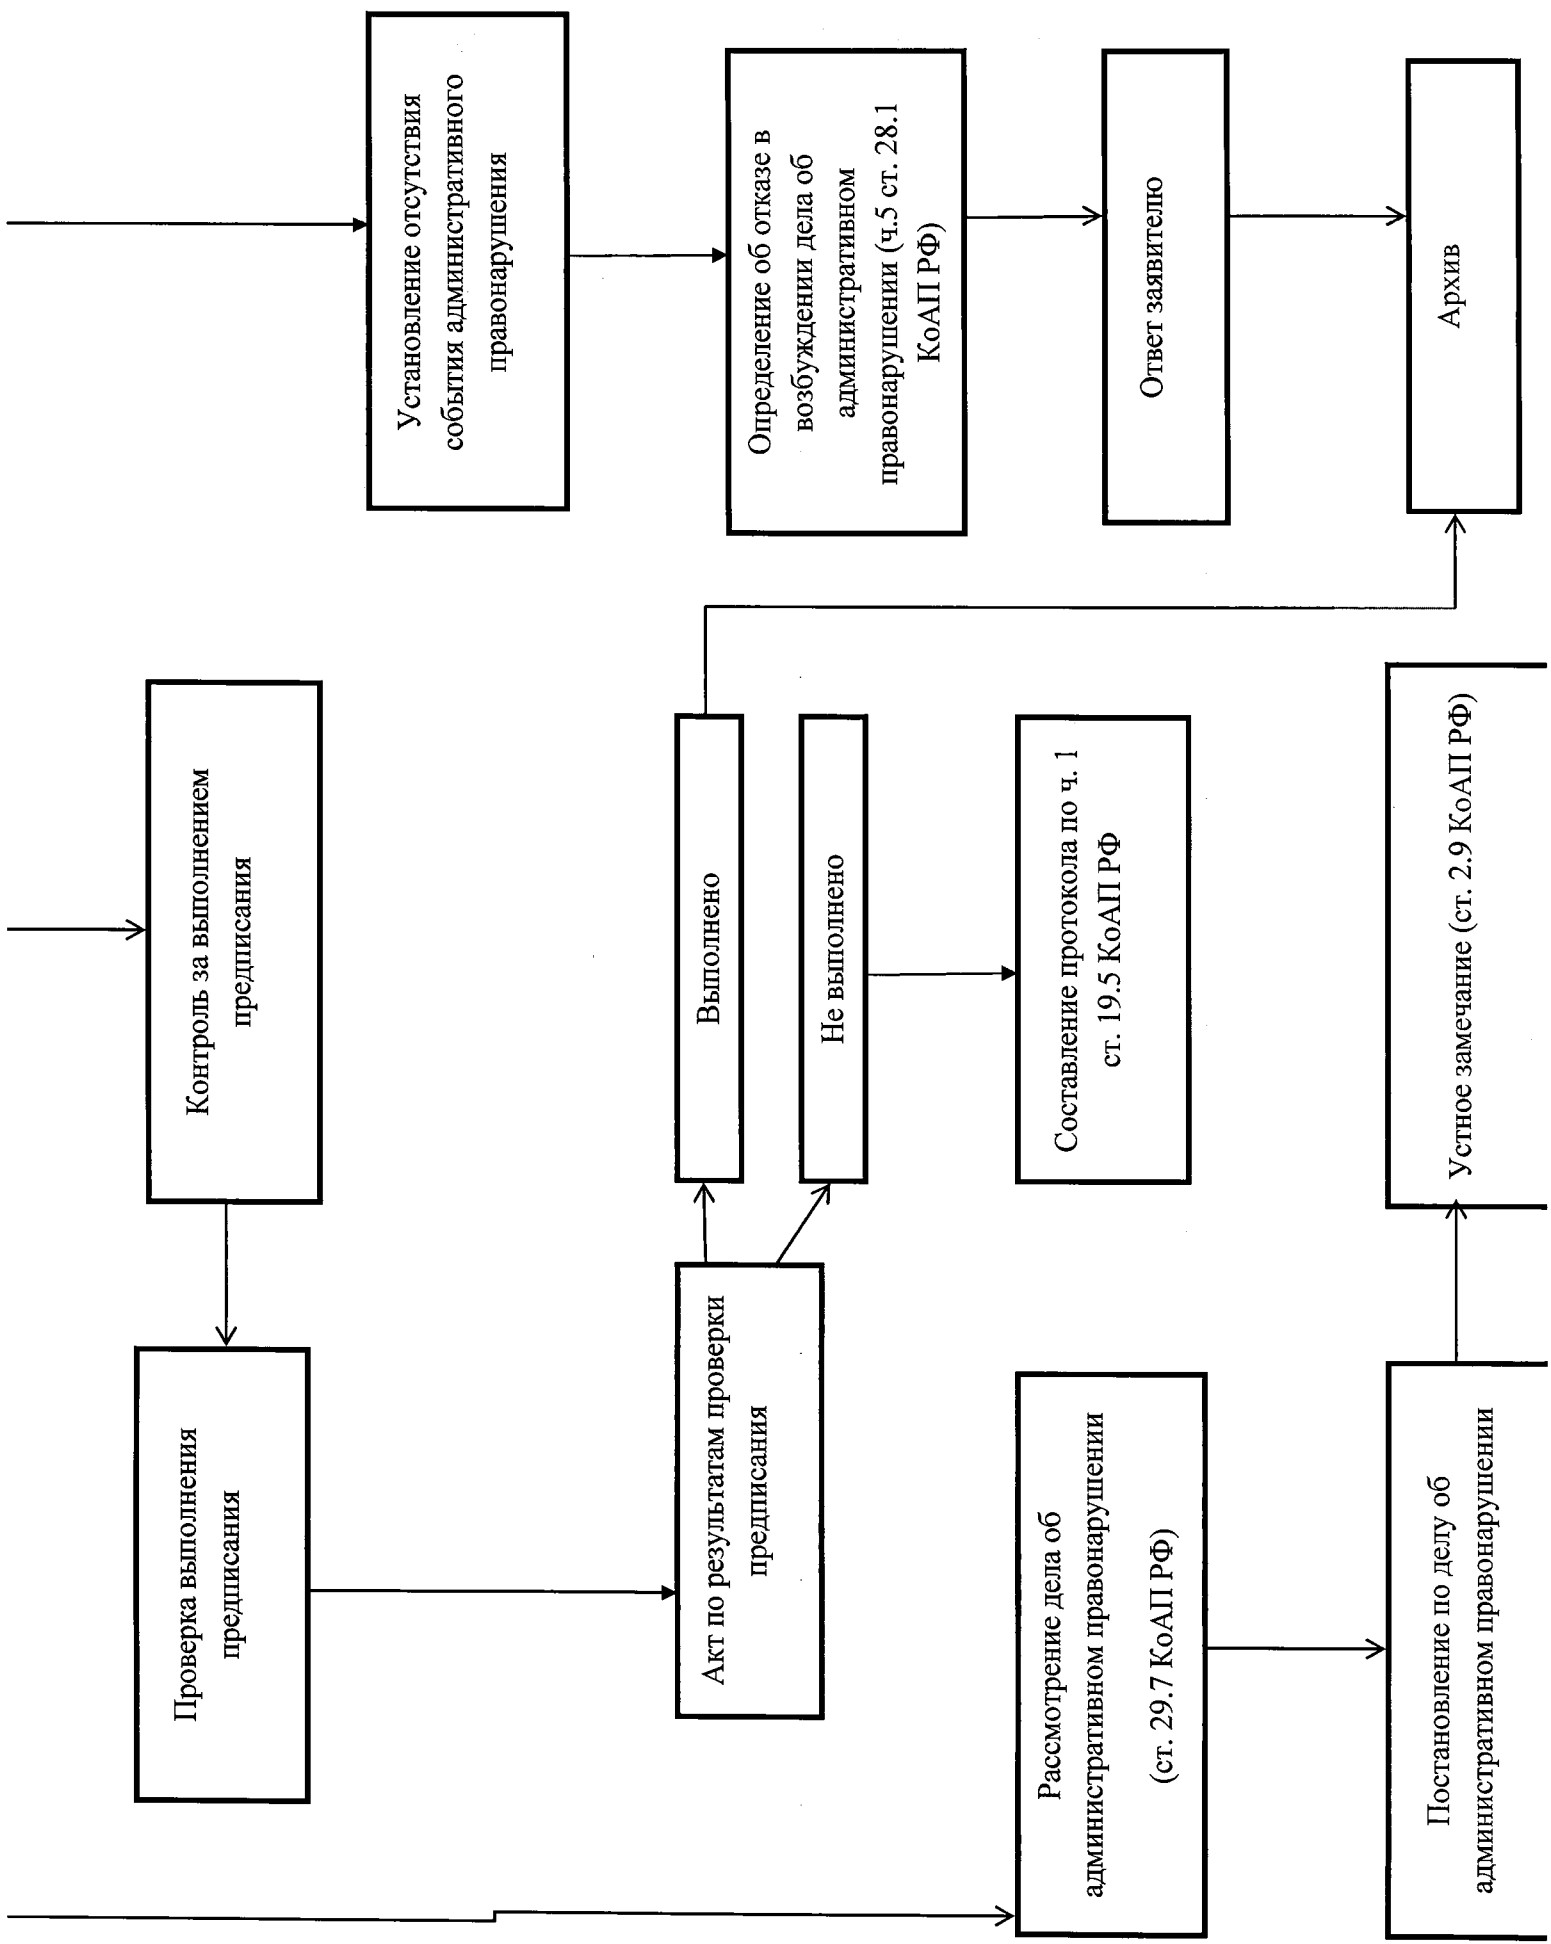 Проверка выполнения
предписания
Контроль за выполнением
предписания
Установление отсутствия
события административного
правонарушения
Акт по результатам проверки
предписания
Выполнено
Не выполнено
Определение об отказе в
возбуждении дела об
административном
правонарушении (ч.5 ст. 28.1
КоАП РФ)
Рассмотрение дела об
административном правонарушении
(ст. 29.7 КоАП РФ)
Составление протокола по ч. 1
ст. 19.5 КоАП РФ
Ответ заявителю
Постановление по делу об
административном правонарушении
Устное замечание (ст. 2.9 КоАП РФ)
Архив